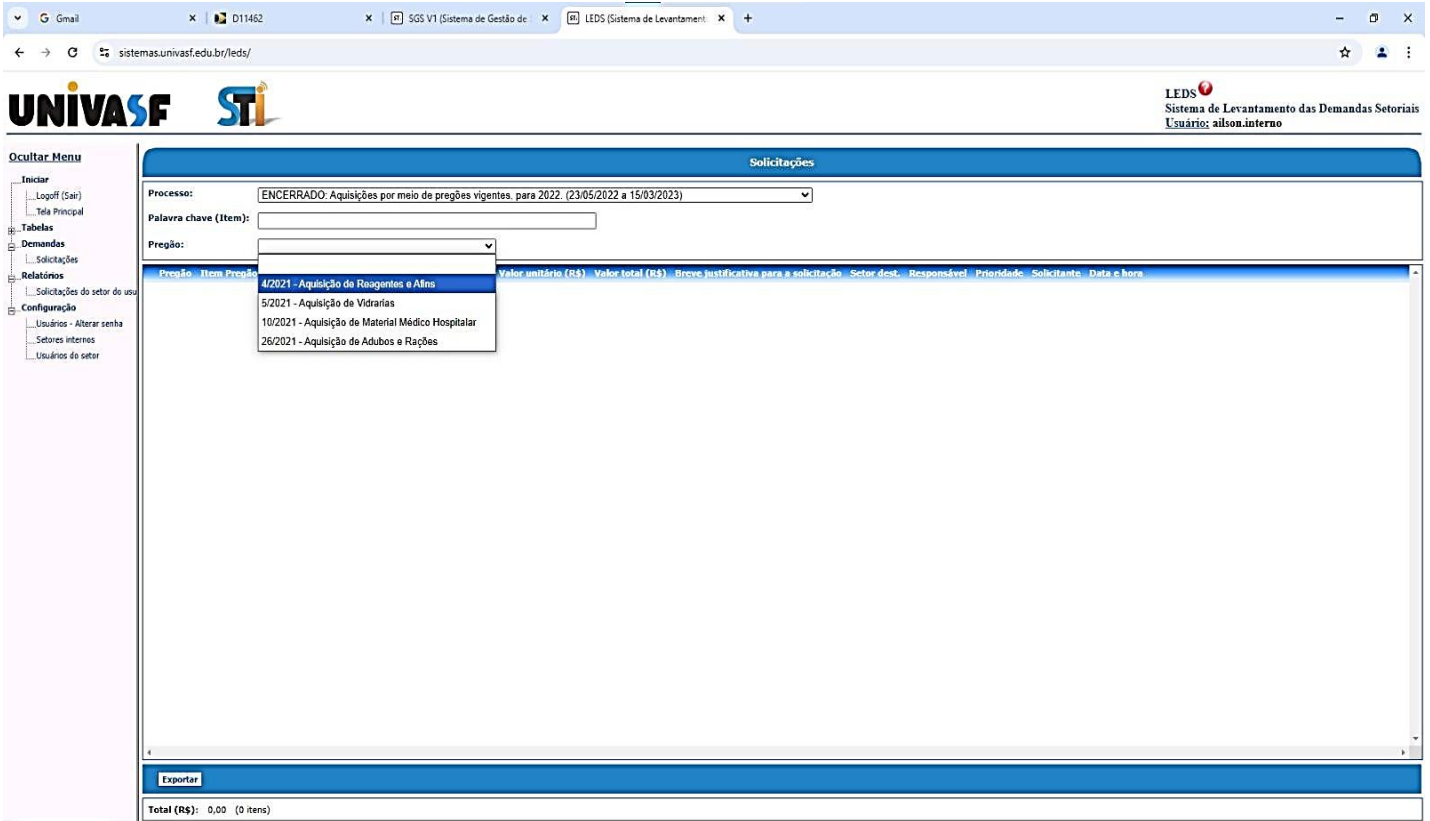 Gmail D11462 SGS V1 (Sistema de Gestão de LEDS (Sistema de Levantament
sistemas.univasf.edu.br/leds/
UNIVASF STI
LEDS
Sistema de Levantamento das Demandas Setoriais
Usuário: ailson.interno
Ocultar Menu
Iniciar
Logoff (Sair)
Tela Principal
Tabelas
Demandas
Solicitações
Relatórios
Solicitações do setor do usu
Configuração
Usuários - Alterar senha
Setores internos
Usuários do setor
Solicitações
Processo: ENCERRADO: Aquisições por meio de pregões vigentes, para 2022. (23/05/2022 a 15/03/2023)
Palavra chave (Item):
Pregão:
Pregão Item Pregão Valor unitário (R$) Valor total (R$) Breve justificativa para a solicitação Setor dest. Responsável Prioridade Solicitante Data e hora
4/2021 - Aquisição de Reagentes e Afins
5/2021 - Aquisição de Vidrarias
10/2021 - Aquisição de Material Médico Hospitalar
26/2021 - Aquisição de Adubos e Rações
Exportar
Total (R$): 0,00 (0 itens)